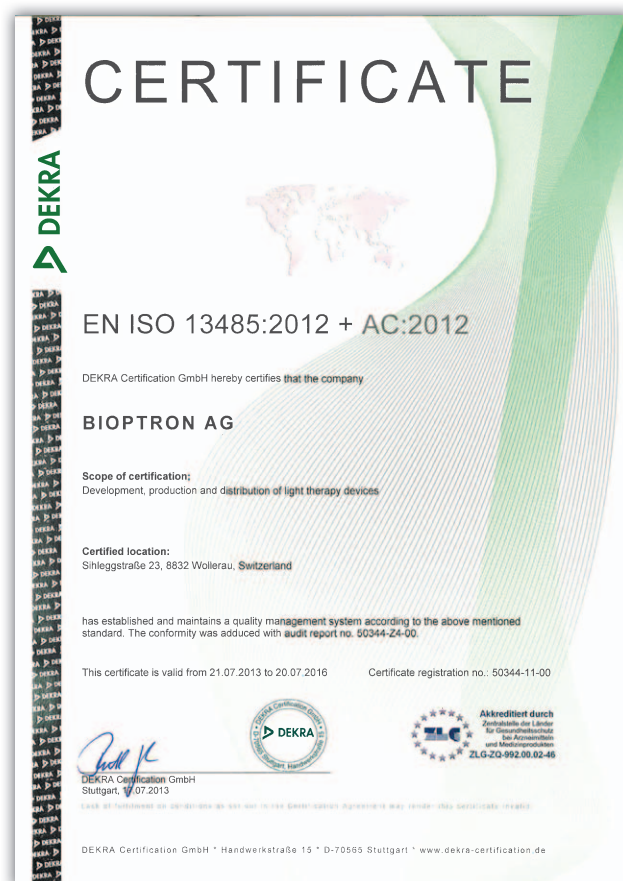 CERTIFICATE
DEKRA
EN ISO 13485:2012 + AC:2012
DEKRA Certification GmbH hereby certifies that the company
BIOPTRON AG
Scope of certification;
Development, production and distribution of light therapy devices
Certified location:
Sihleggstraße 23, 8832 Wollerau, Switzerland
has established and maintains a quality management system according to the above mentioned
standard. The conformity was adduced with audit report no. 50344-Z4-00.
This certificate is valid from 21.07.2013 to 20.07.2016
Certificate registration no.: 50344-11-00
DEKRA
ZLG
Akkreditiert durch
Zentralstelle der Länder
für Gesundheitsschutz
bei Arzneimitteln
und Medizinprodukten
ZLG-ZQ-992.00.02-46
DEKRA Certification GmbH
Stuttgart, 17.07.2013
DEKRA Certification GmbH * Handwerkstraße 15 * D-70565 Stuttgart * www.dekra-certification.de